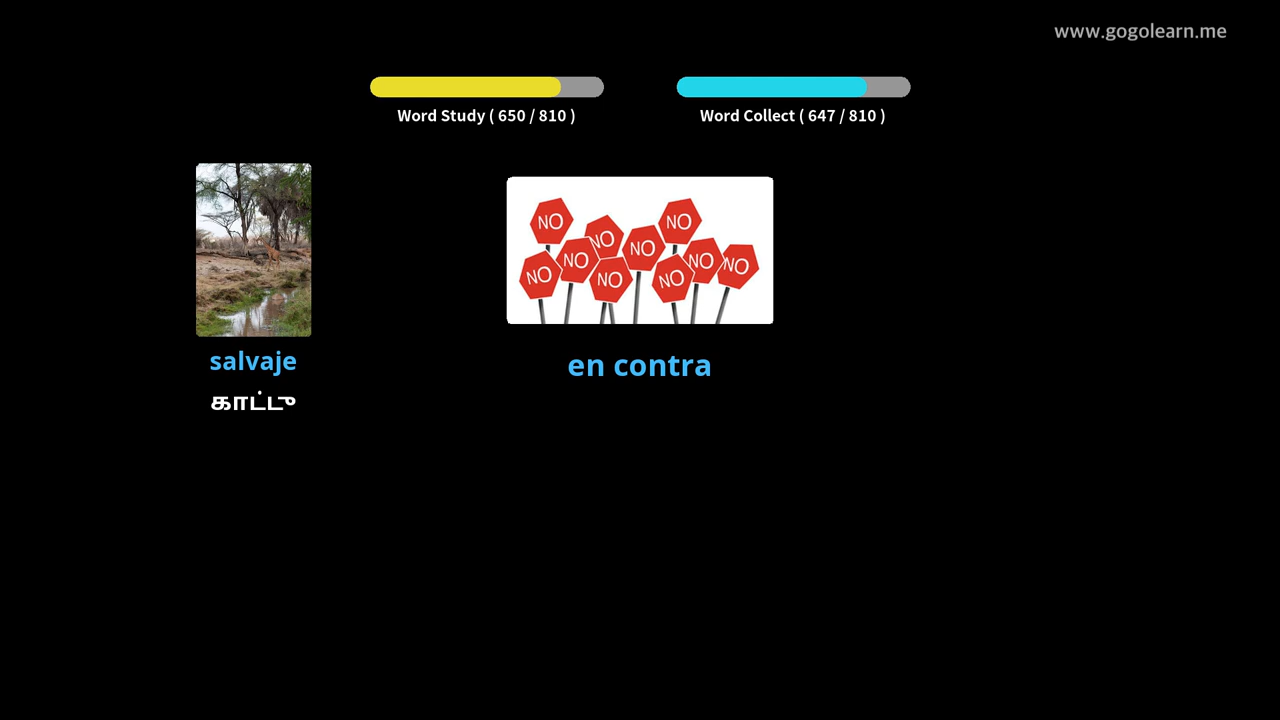 www.gogolearn.me
Word Study ( 650 / 810 )
Word Collect ( 647 / 810 )
NO
NO
NO
NO
NO
NO
NO
NO
NO
NO
salvaje
காட்டு
en contra